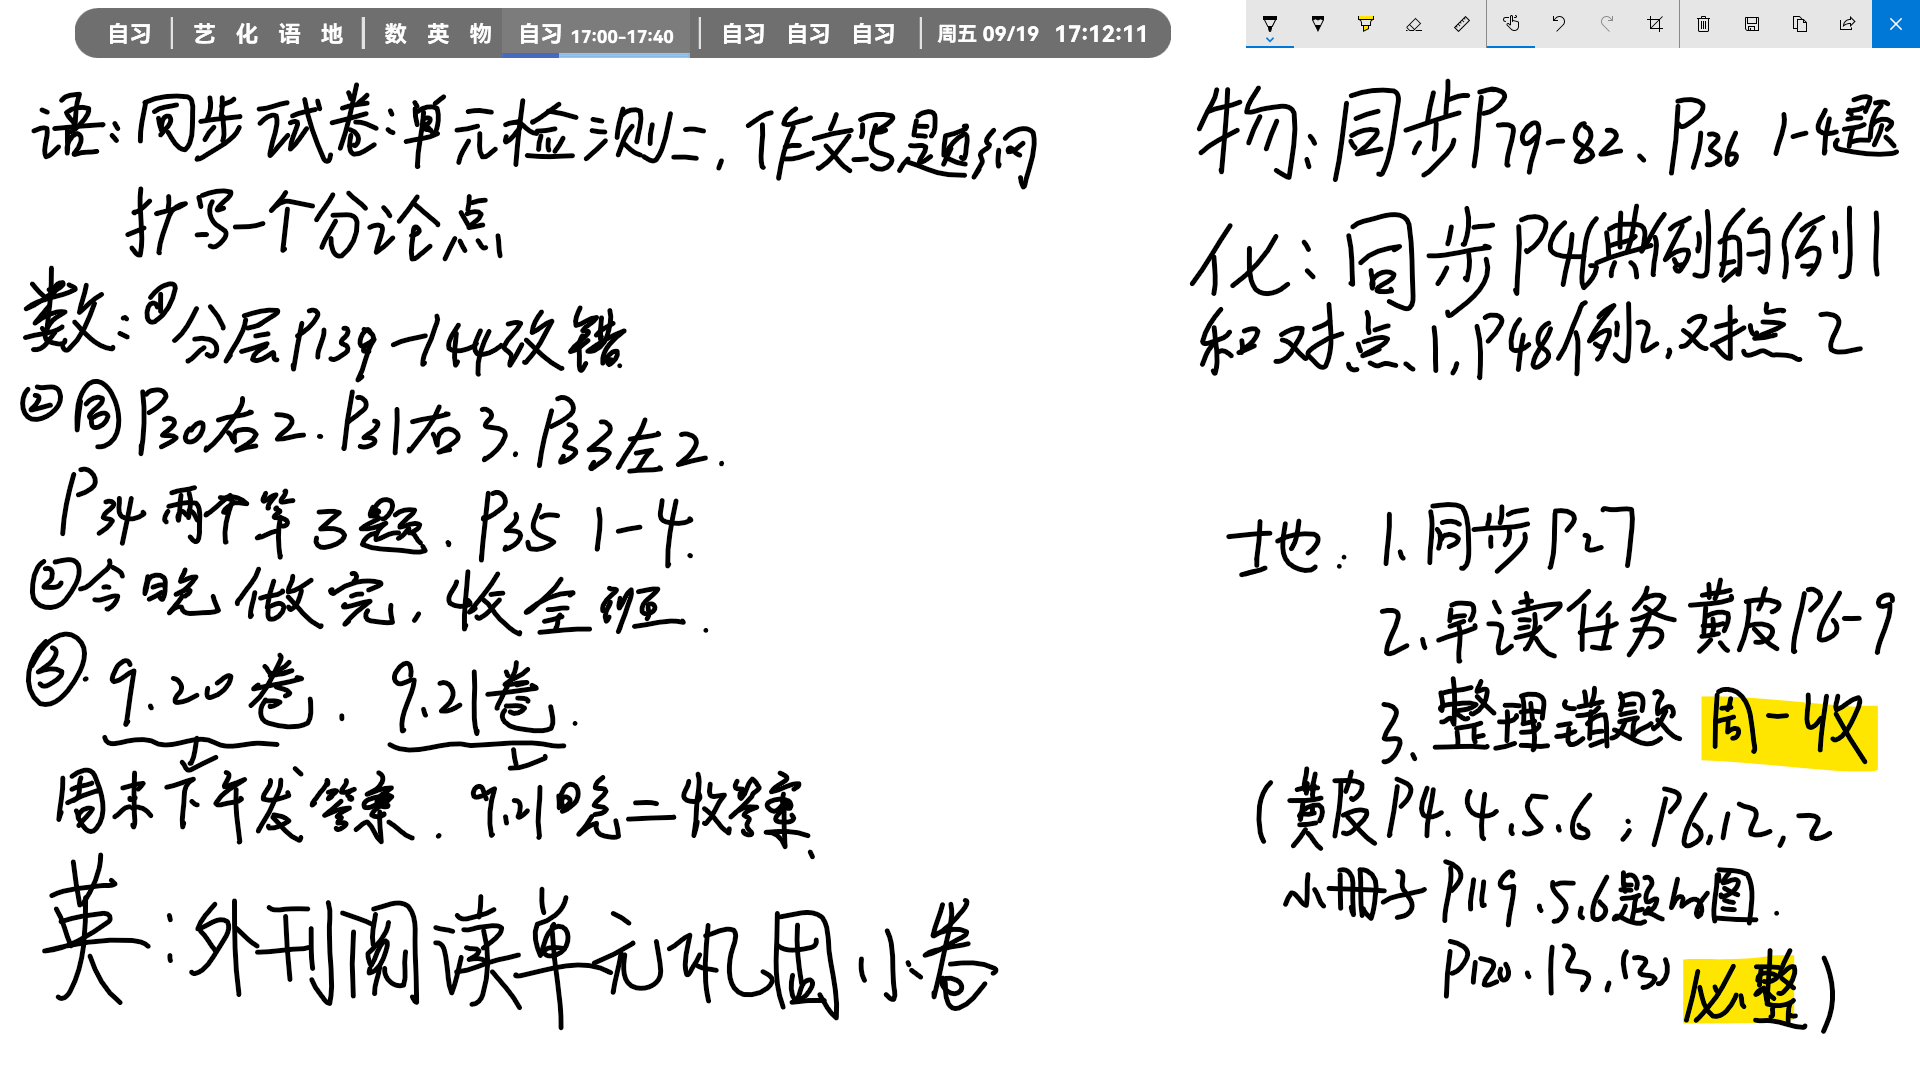 自习 | 艺 化 语 地 | 数 英 物 自习 17:00-17:40 | 自习 自习 自习 | 周五 09/19 17:12:11
语:同步试卷:单元检测二,作文写题纲
抄写一个分论点
数:①分层P139-144改错.
②同P30右2.P31右3.P33左2.
P34两个第3题.P35 1-4.
②今日晚做完,收全班.
③.9.20卷.9.21卷.
周末下午发答案.9.21日晚二收答案、
英:外刊阅读单元巩固小卷
物:同步P79-82、P136 1-4题
化:同步P46典例的例1
和对点、1,P48例2,对点2
地:1、同步P27
2、早读任务黄皮P6-9
3、整理错题 周一收
(黄皮P4.4.5.6;P6,12,2
小册子P119.5,6题的图.
P120.13,(3)必整)